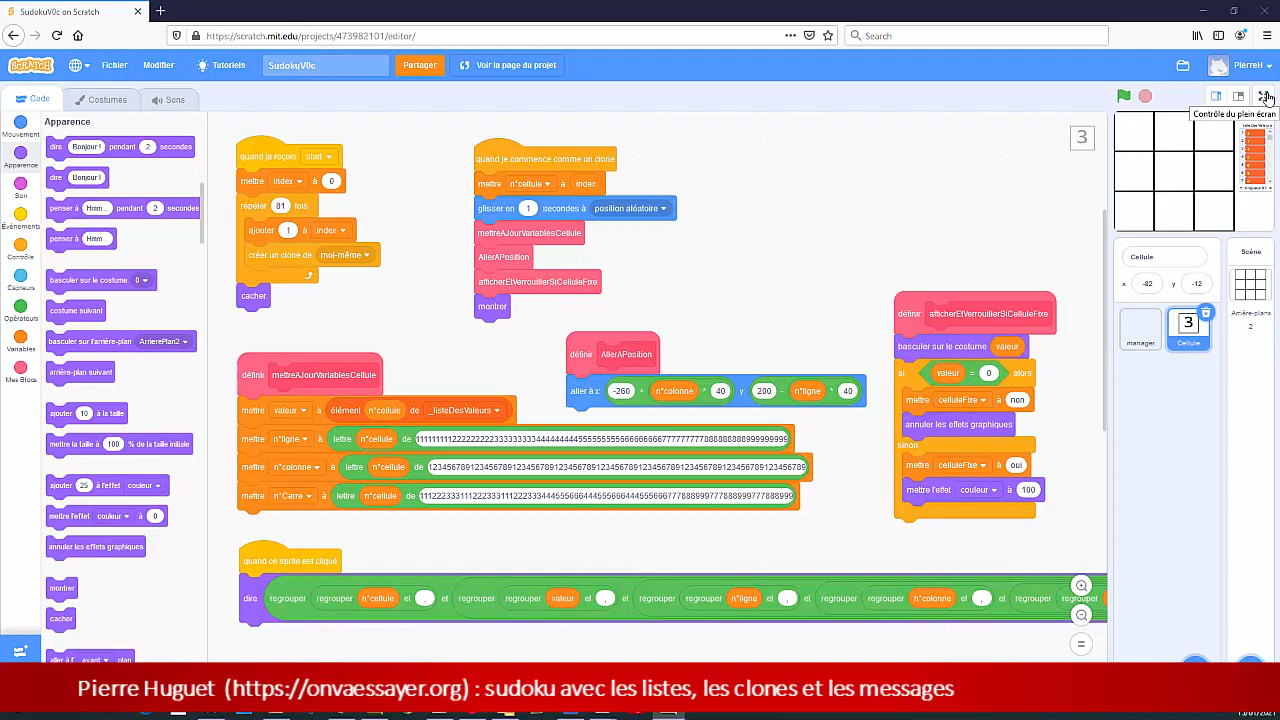 SudokuV0c on Scratch
https://scratch.mit.edu/projects/473982101/editor/
Search
SCRATCH
Fichier
Modifier
Tutoriels
SudokuV0c
Partager
Voir la page du projet
PierreH
Code
Costumes
Sons
Contrôle du plein écran
Mouvement
Apparence
Son
Événements
Contrôle
Capteurs
Opérateurs
Variables
Mes Blocs
Apparence
dire Bonjour ! pendant 2 secondes
dire Bonjour !
penser à Hmm... pendant 2 secondes
penser à Hmm...
basculer sur le costume 0
costume suivant
basculer sur l'arrière-plan ArrierePlan2
arrière-plan suivant
ajouter 10 à la taille
mettre la taille à 100 % de la taille initiale
ajouter 25 à l'effet couleur
mettre l'effet couleur à 0
annuler les effets graphiques
montrer
cacher
aller à l' avant plan
quand je reçois start
mettre index à 0
répéter 81 fois
ajouter 1 à index
créer un clone de moi-même
cacher
quand je commence comme un clone
mettre n°cellule à index
glisser en 1 secondes à position aléatoire
mettreAJourVariablesCellule
AllerAPosition
afficherEtVerrouillerSiCelluleFixe
montrer
3
définir AllerAPosition
aller à x: -260 + n°colonne * 40 y: 200 - n°ligne * 40
définir mettreAJourVariablesCellule
mettre valeur à élément n°cellule de _listeDesValeurs
mettre n°ligne à lettre n°cellule de
mettre n°colonne à lettre n°cellule de
mettre n°Carre à lettre n°cellule de
définir afficherEtVerrouillerSiCelluleFixe
basculer sur le costume valeur
si valeur = 0 alors
mettre celluleFixe à non
annuler les effets graphiques
sinon
mettre celluleFixe à oui
mettre l'effet couleur à 100
quand ce sprite est cliqué
dire regrouper regrouper n°cellule et , et regrouper regrouper valeur et , et regrouper regrouper n°ligne et , et regrouper regrouper n°colonne et , et regrouper regrouper
Cellule
x -82 y -12
manager
3
Cellule
Scène
Arrière-plans
2
Pierre Huguet (https://onvaessayer.org) : sudoku avec les listes, les clones et les messages